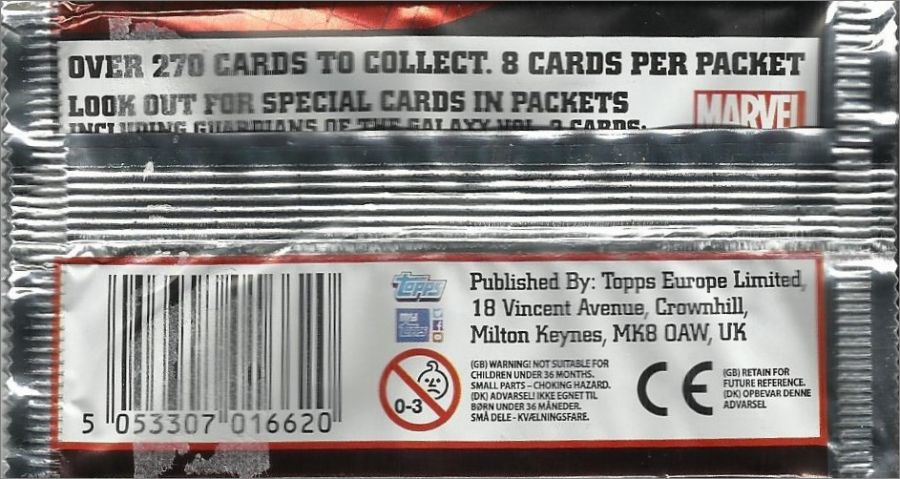 OVER 270 CARDS TO COLLECT. 8 CARDS PER PACKET
LOOK OUT FOR SPECIAL CARDS IN PACKETS
INCLUDING GUARDIANS OF THE GALAXY VOL. 2 CARDS.
MARVEL
5 053307 016620
Topps
MY
Topps
Published By: Topps Europe Limited,
18 Vincent Avenue, Crownhill,
Milton Keynes, MK8 0AW, UK
0-3
(GB) WARNING! NOT SUITABLE FOR
CHILDREN UNDER 36 MONTHS.
SMALL PARTS – CHOKING HAZARD.
(DK) ADVARSEL! IKKE EGNET TIL
BØRN UNDER 36 MÅNEDER.
SMÅ DELE - KVÆLNINGSFARE.
CE
(GB) RETAIN FOR
FUTURE REFERENCE.
(DK) OPBEVAR DENNE
ADVARSEL